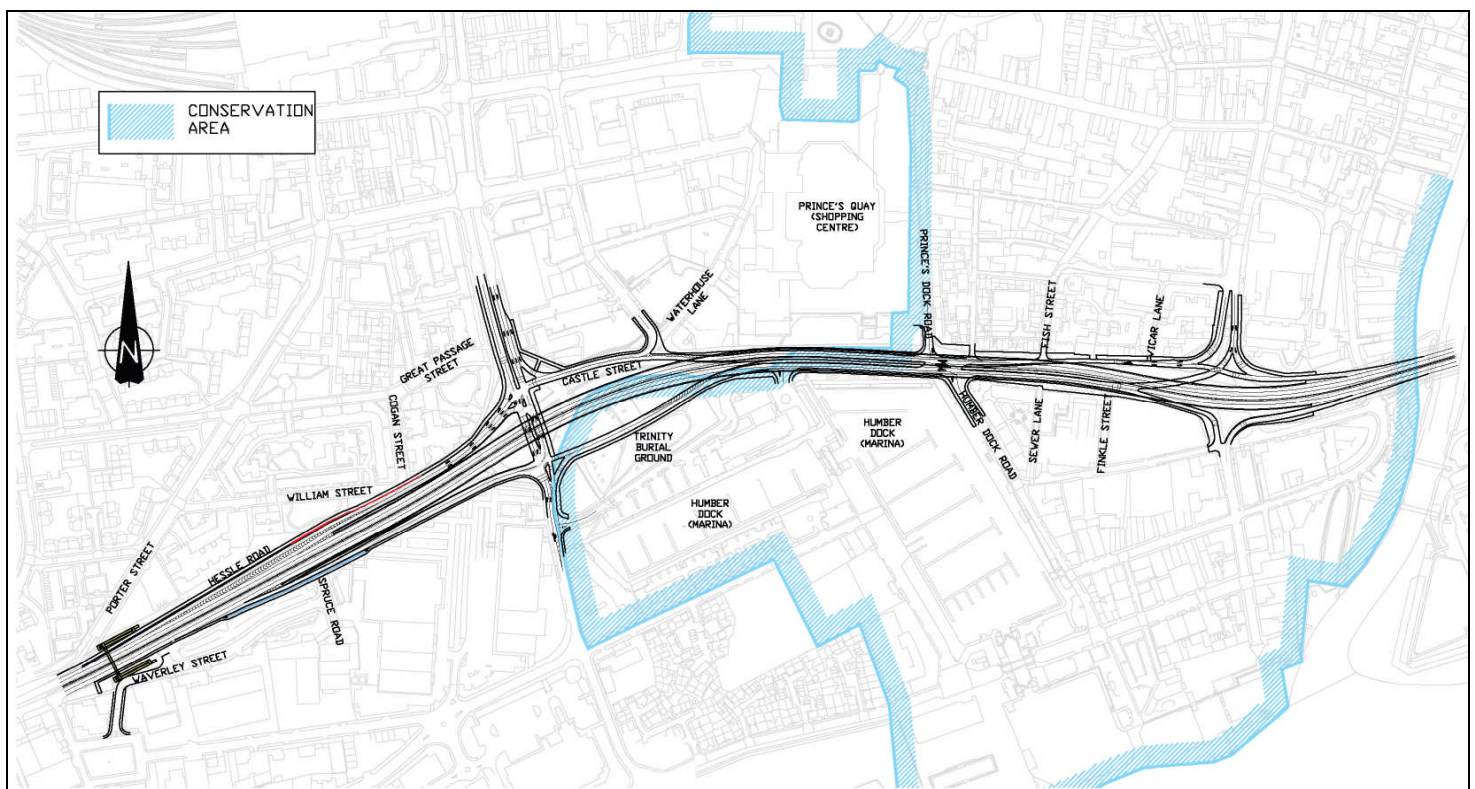 CONSERVATION
AREA
PRINCE'S QUAY
(SHOPPING
CENTRE)
PRINCE'S DOCK ROAD
WATERHOUSE
LANE
FISH STREET
VICAR LANE
N
GREAT PASSAGE
STREET
CASTLE STREET
COGAN STREET
TRINITY
BURIAL
GROUND
HUMBER
DOCK
(MARINA)
HUMBER DOCK ROAD
SEWER LANE
FINKLE STREET
WILLIAM STREET
HUMBER
DOCK
(MARINA)
HESSLE ROAD
PORTER STREET
SPRUCE ROAD
WAVERLEY STREET